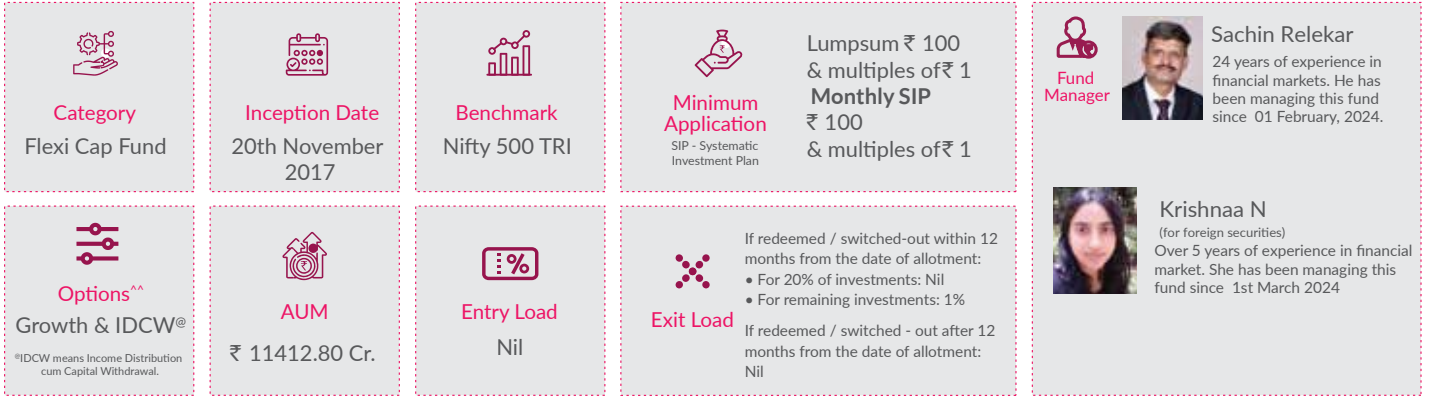 Category
Flexi Cap Fund
Inception Date
20th November
2017
Benchmark
Nifty 500 TRI
Minimum
Application
SIP - Systematic
Investment Plan
Lumpsum ₹ 100
& multiples of₹ 1
Monthly SIP
₹ 100
& multiples of₹ 1
Fund
Manager
Sachin Relekar
24 years of experience in
financial markets. He has
been managing this fund
since 01 February, 2024.
Krishnaa N
(for foreign securities)
Over 5 years of experience in financial
market. She has been managing this
fund since 1st March 2024
Options^^
Growth & IDCW@
@IDCW means Income Distribution
cum Capital Withdrawal.
AUM
₹ 11412.80 Cr.
%
Entry Load
Nil
Exit Load
If redeemed / switched-out within 12
months from the date of allotment:
• For 20% of investments: Nil
• For remaining investments: 1%
If redeemed / switched - out after 12
months from the date of allotment:
Nil